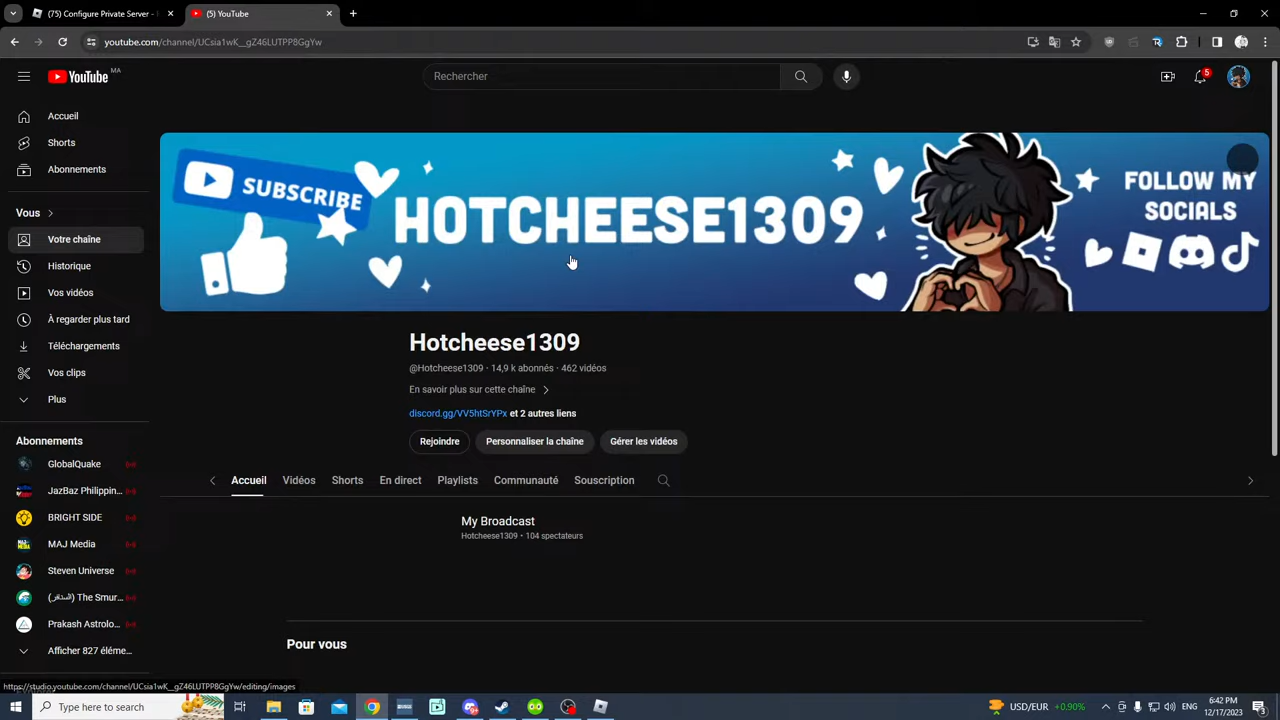 (75) Configure Private Server -
(5) YouTube
youtube.com/channel/UCsia1wK__gZ46LUTPP8GgYw
YouTube MA
Rechercher
5
Accueil
Shorts
Abonnements
Vous
Votre chaîne
Historique
Vos vidéos
À regarder plus tard
Téléchargements
Vos clips
Plus
Abonnements
GlobalQuake
JazBaz Philippin...
BRIGHT SIDE
MAJ Media
Steven Universe
(السنافر) The Smur...
Prakash Astrolo...
Afficher 827 éléme...
SUBSCRIBE
HOTCHEESE1309
FOLLOW MY
SOCIALS
Hotcheese1309
@Hotcheese1309 · 14,9 k abonnés · 462 vidéos
En savoir plus sur cette chaîne
discord.gg/VV5htSrYPx et 2 autres liens
Rejoindre
Personnaliser la chaîne
Gérer les vidéos
Accueil
Vidéos
Shorts
En direct
Playlists
Communauté
Souscription
My Broadcast
Hotcheese1309 • 104 spectateurs
Pour vous
https://studio.youtube.com/channel/UCsia1wK__gZ46LUTPP8GgYw/editing/images
Type here to search
USD/EUR +0.90%
ENG
6:42 PM
12/17/2023